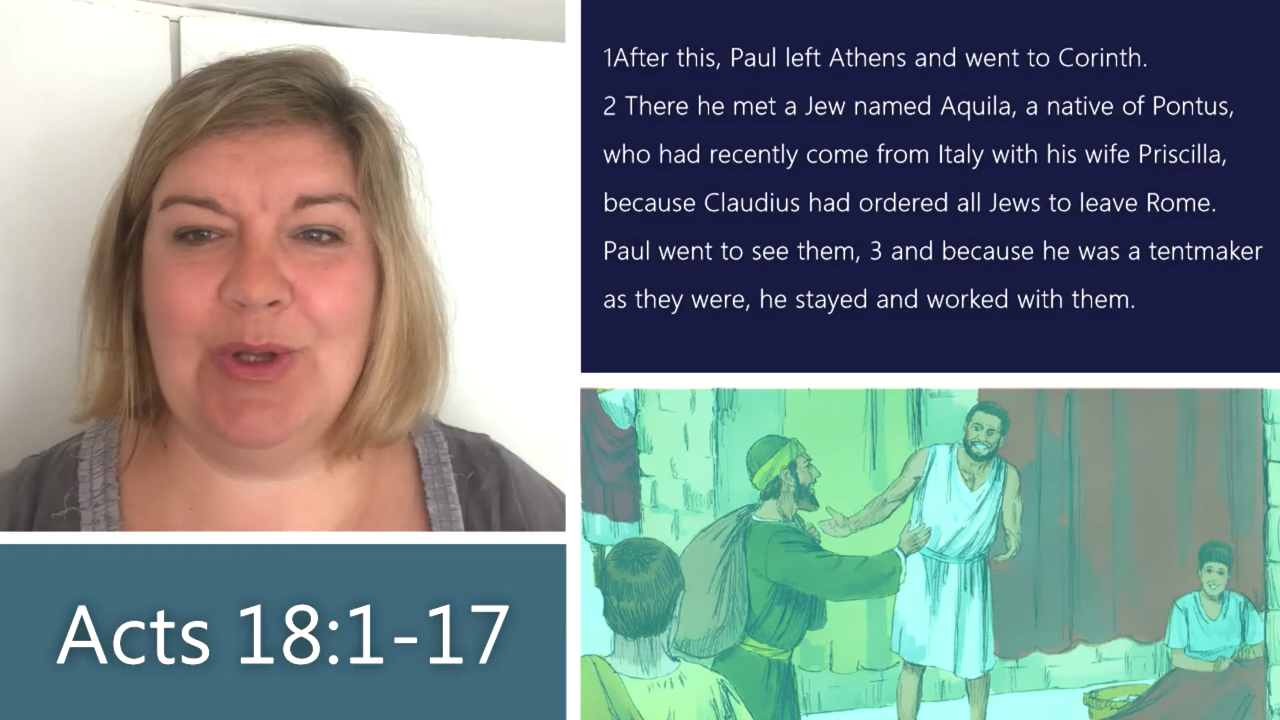 1After this, Paul left Athens and went to Corinth.
2 There he met a Jew named Aquila, a native of Pontus,
who had recently come from Italy with his wife Priscilla,
because Claudius had ordered all Jews to leave Rome.
Paul went to see them, 3 and because he was a tentmaker
as they were, he stayed and worked with them.
Acts 18:1-17